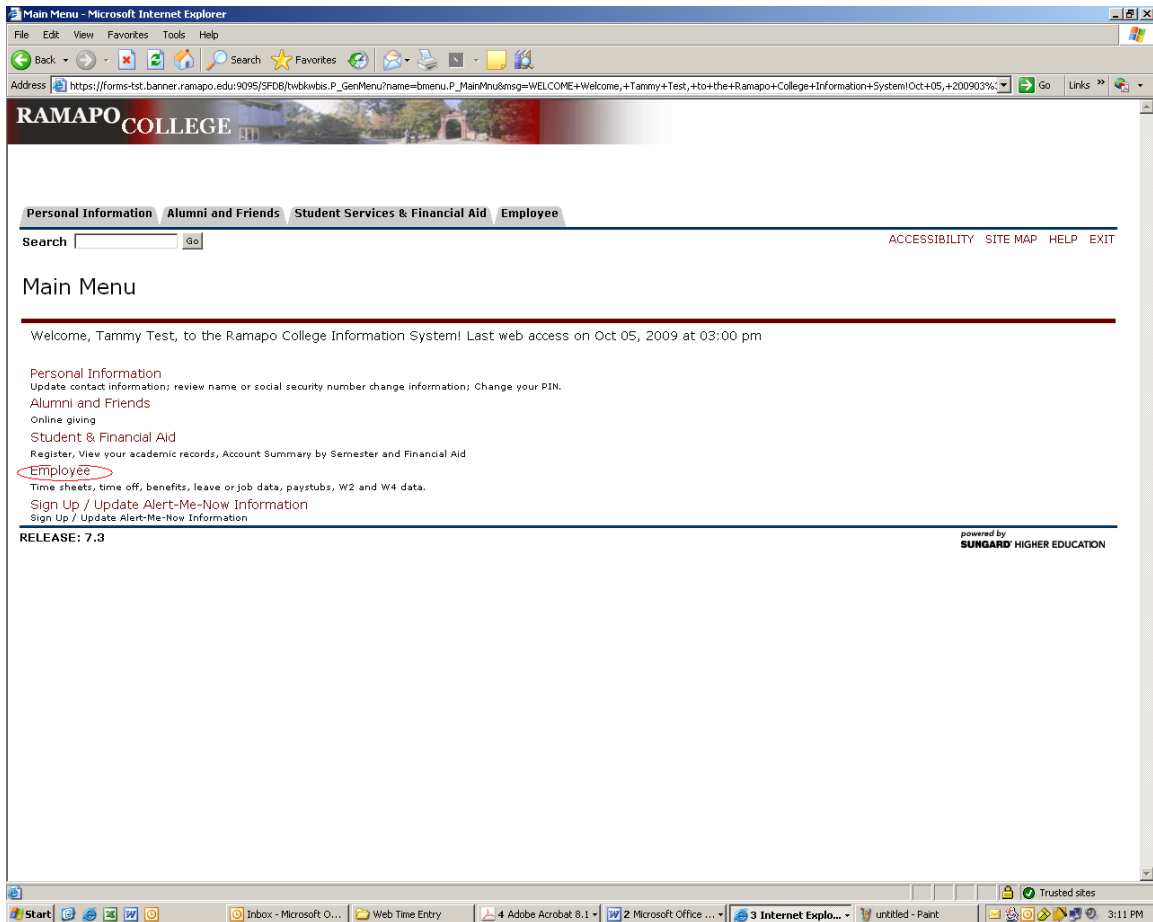 Main Menu - Microsoft Internet Explorer
File Edit View Favorites Tools Help
Back Search Favorites
Address https://forms-tst.banner.ramapo.edu:9095/SFDB/twbkwbis.P_GenMenu?name=bmenu.P_MainMnu&msg=WELCOME+Welcome,+Tammy+Test,+to+the+Ramapo+College+Information+System!Oct+05,+200903%: Go Links »
RAMAPO COLLEGE
Personal Information Alumni and Friends Student Services & Financial Aid Employee
Search Go ACCESSIBILITY SITE MAP HELP EXIT
Main Menu
Welcome, Tammy Test, to the Ramapo College Information System! Last web access on Oct 05, 2009 at 03:00 pm
Personal Information
Update contact information; review name or social security number change information; Change your PIN.
Alumni and Friends
Online giving
Student & Financial Aid
Register, View your academic records, Account Summary by Semester and Financial Aid
Employee
Time sheets, time off, benefits, leave or job data, paystubs, W2 and W4 data.
Sign Up / Update Alert-Me-Now Information
Sign Up / Update Alert-Me-Now Information
RELEASE: 7.3 powered by
SUNGARD® HIGHER EDUCATION
Trusted sites
Start Inbox - Microsoft O... Web Time Entry 4 Adobe Acrobat 8.1 2 Microsoft Office ... 3 Internet Explo... untitled - Paint 3:11 PM